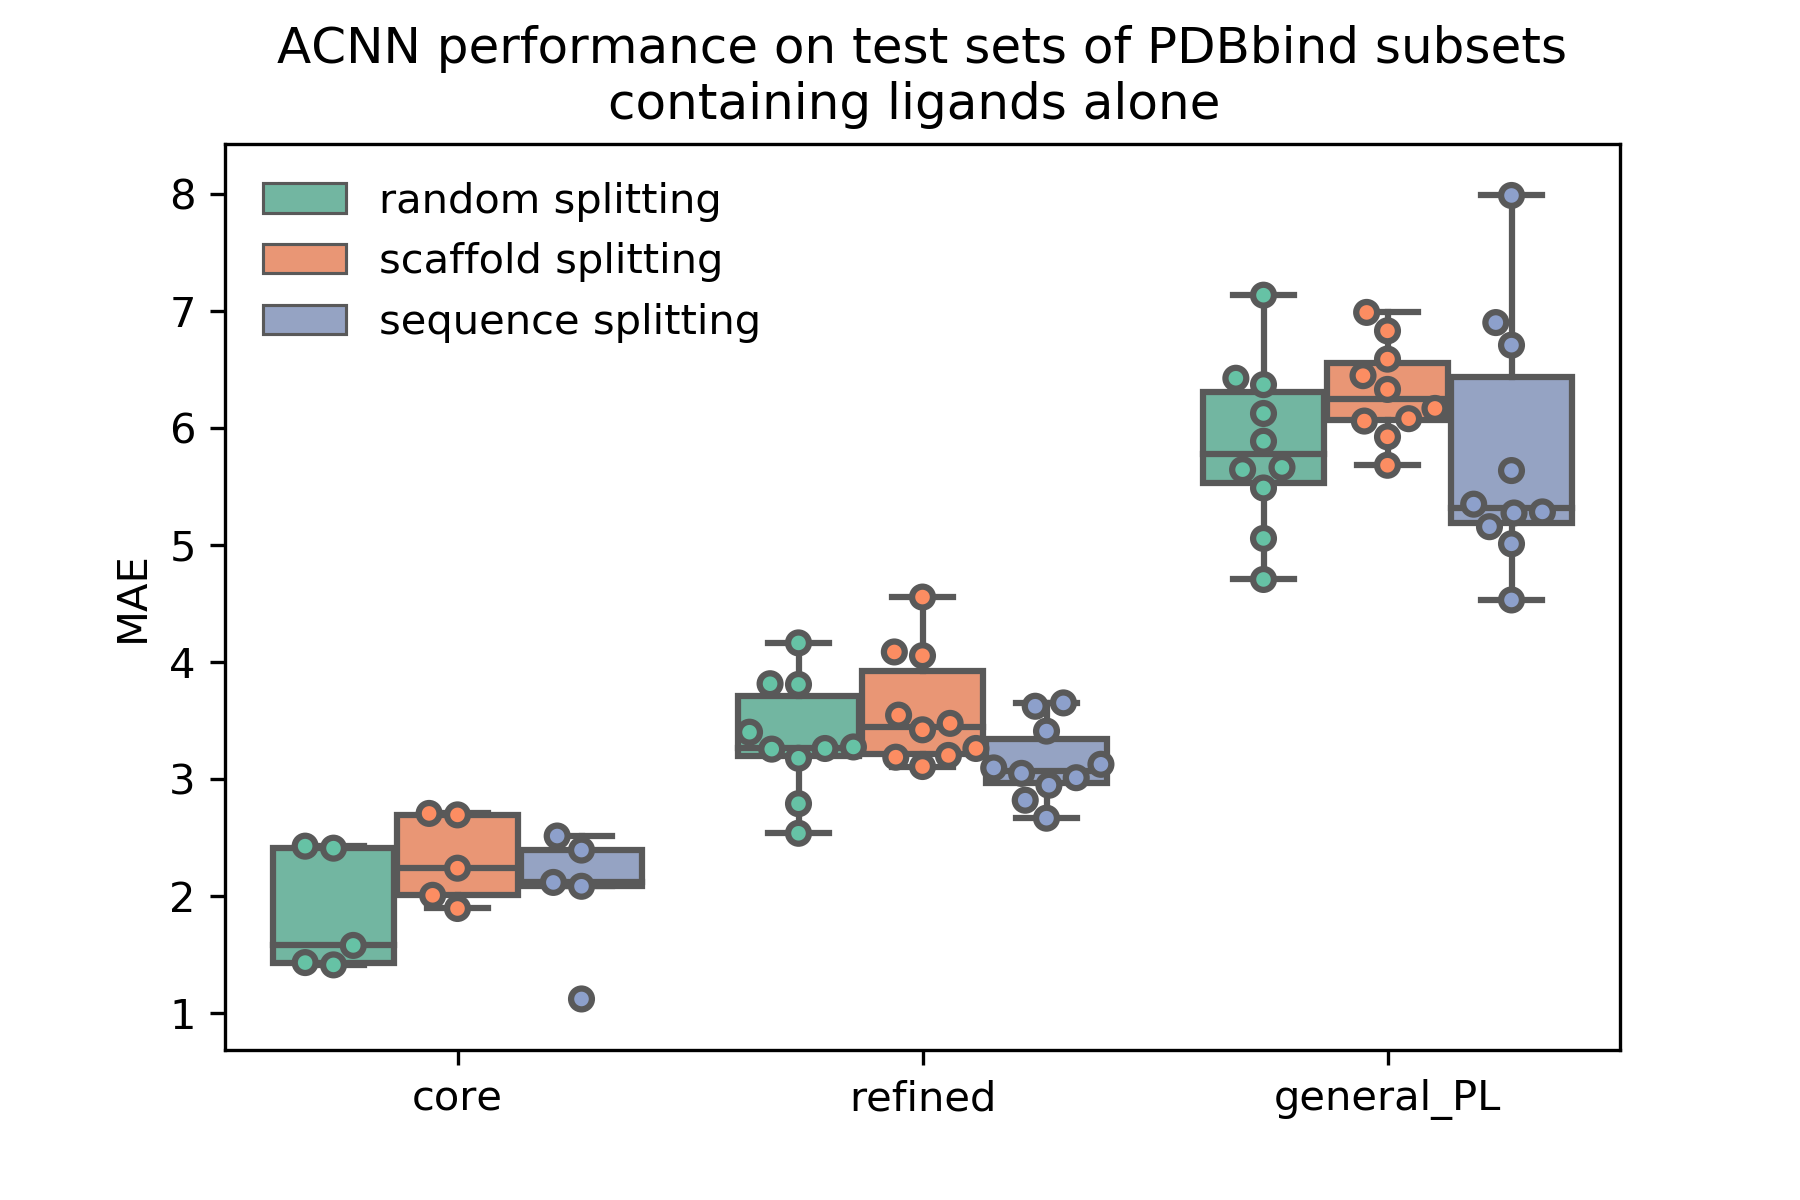 ACNN performance on test sets of PDBbind subsets
containing ligands alone
random splitting
scaffold splitting
sequence splitting
8
7
6
5
4
3
2
1
MAE
core
refined
general_PL